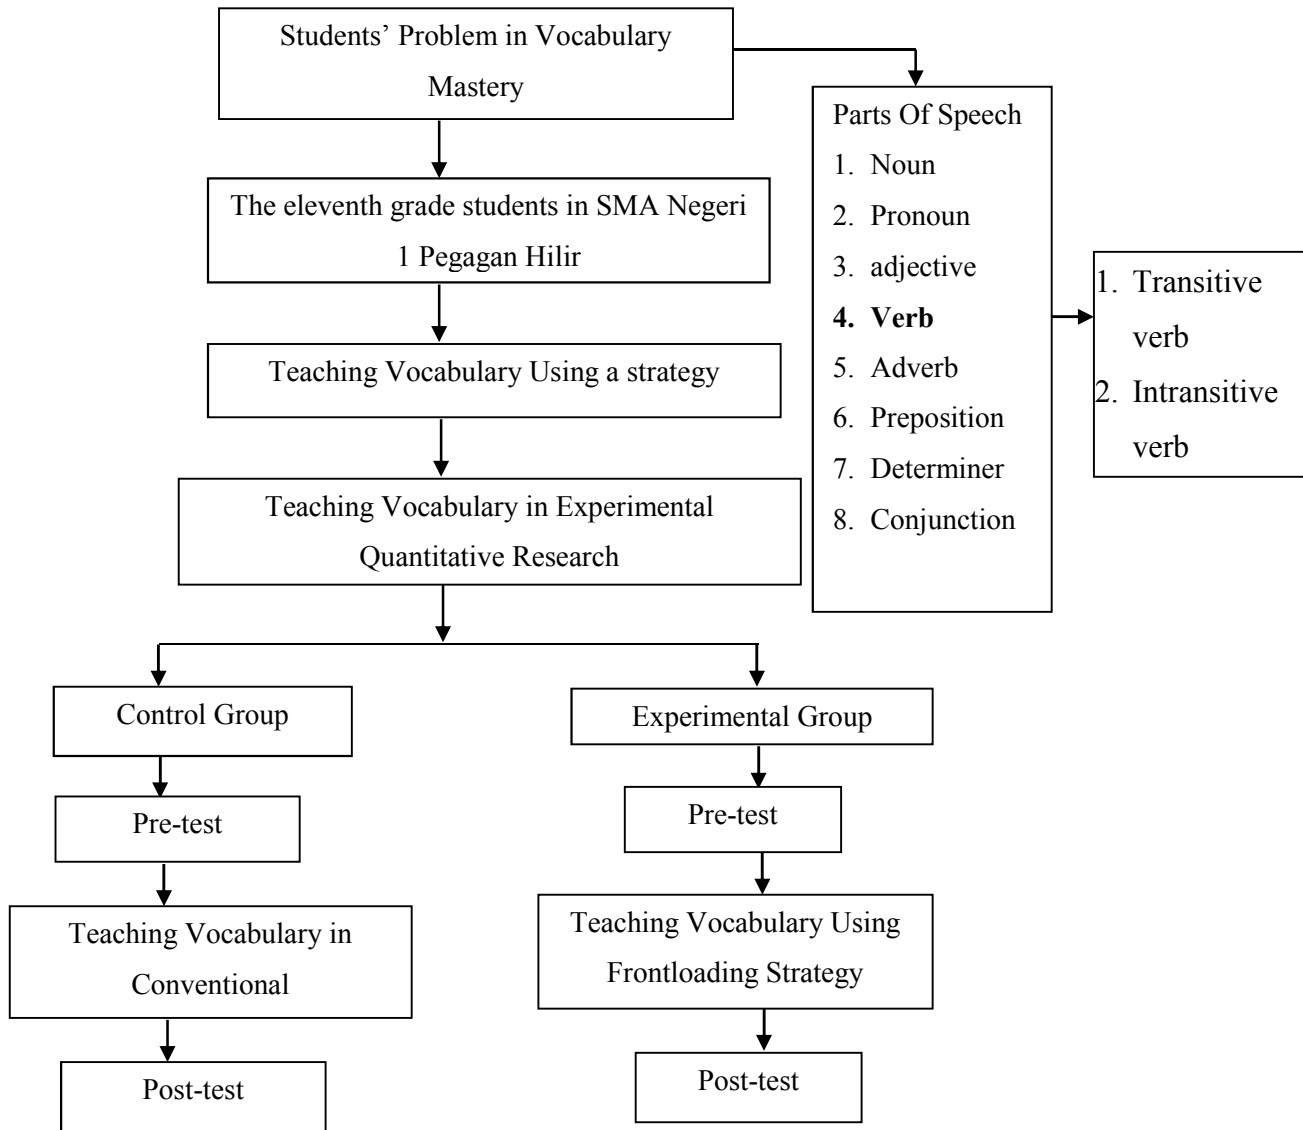 Students’ Problem in Vocabulary
Mastery
Parts Of Speech
1. Noun
2. Pronoun
3. adjective
4. Verb
5. Adverb
6. Preposition
7. Determiner
8. Conjunction
1. Transitive
verb
2. Intransitive
verb
The eleventh grade students in SMA Negeri
1 Pegagan Hilir
Teaching Vocabulary Using a strategy
Teaching Vocabulary in Experimental
Quantitative Research
Control Group
Pre-test
Teaching Vocabulary in
Conventional
Post-test
Experimental Group
Pre-test
Teaching Vocabulary Using
Frontloading Strategy
Post-test